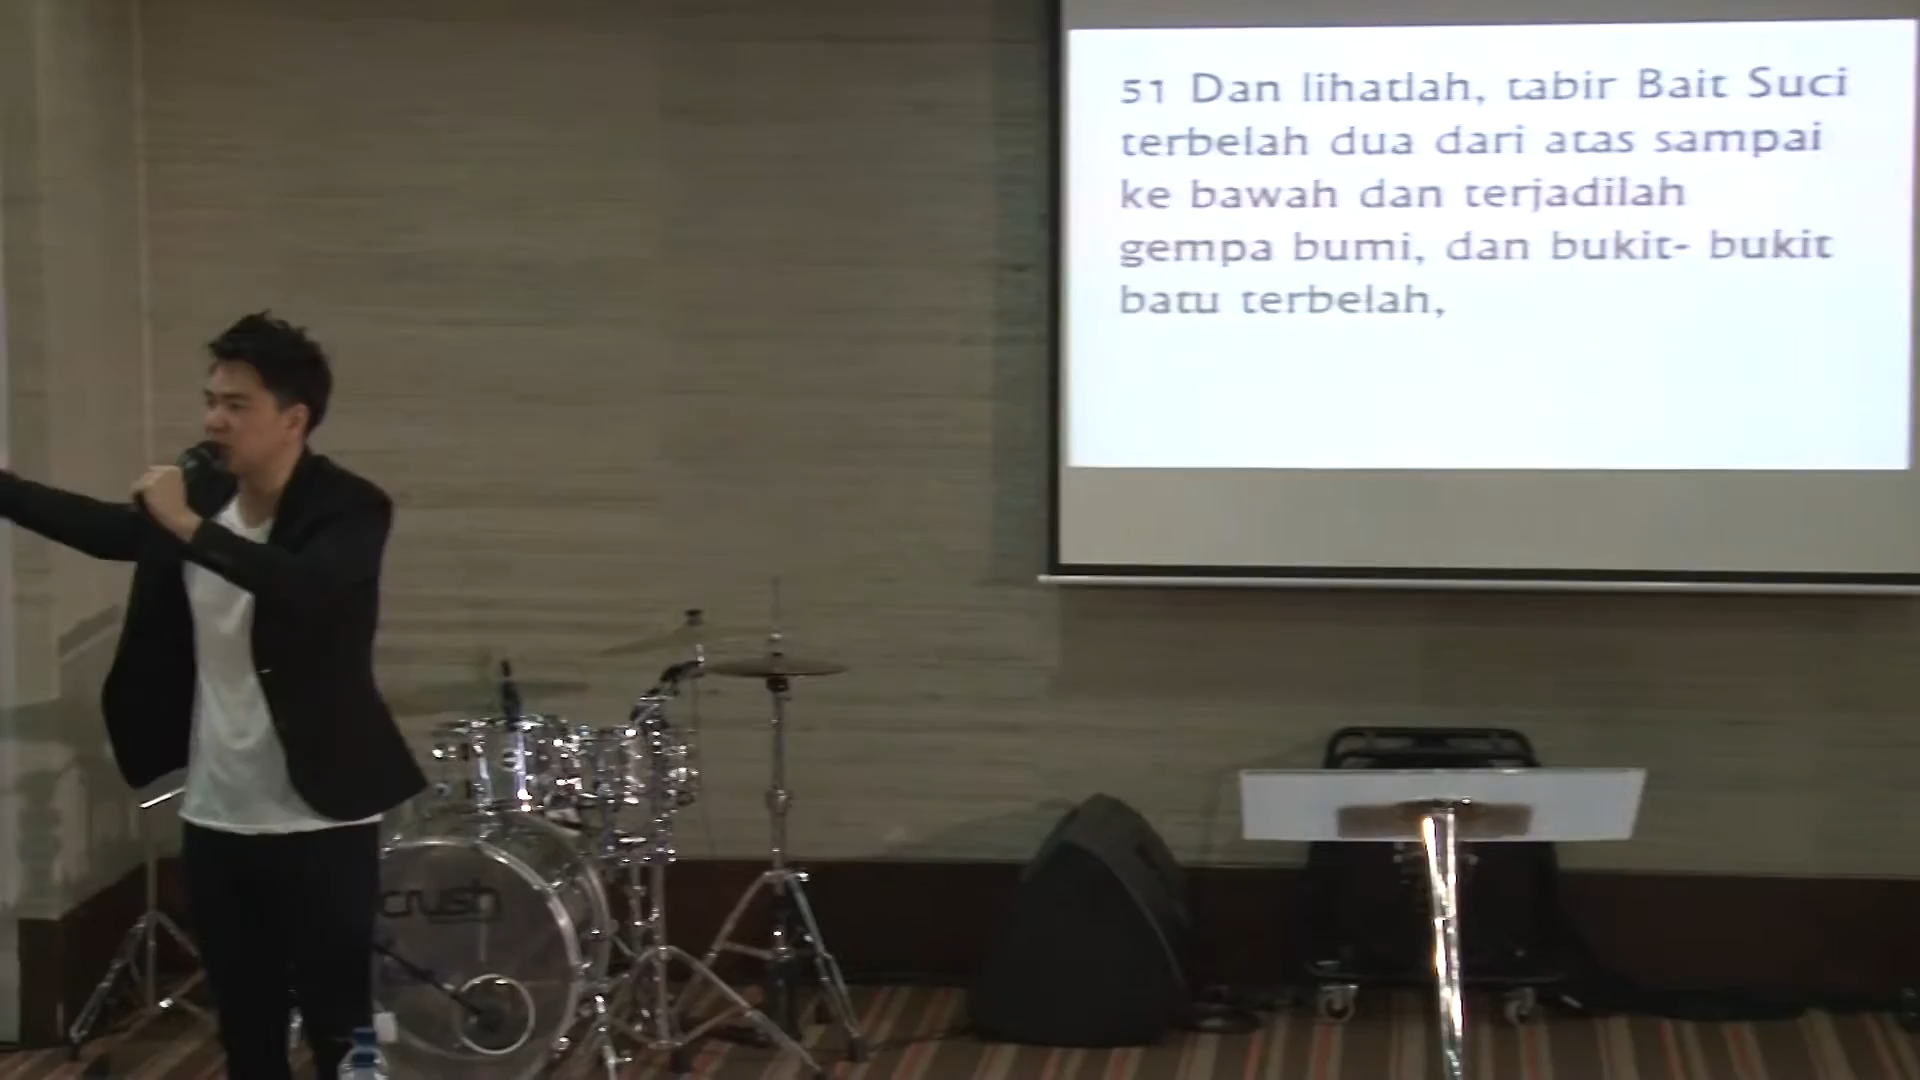 51 Dan lihatlah, tabir Bait Suci
terbelah dua dari atas sampai
ke bawah dan terjadilah
gempa bumi, dan bukit- bukit
batu terbelah,
crush